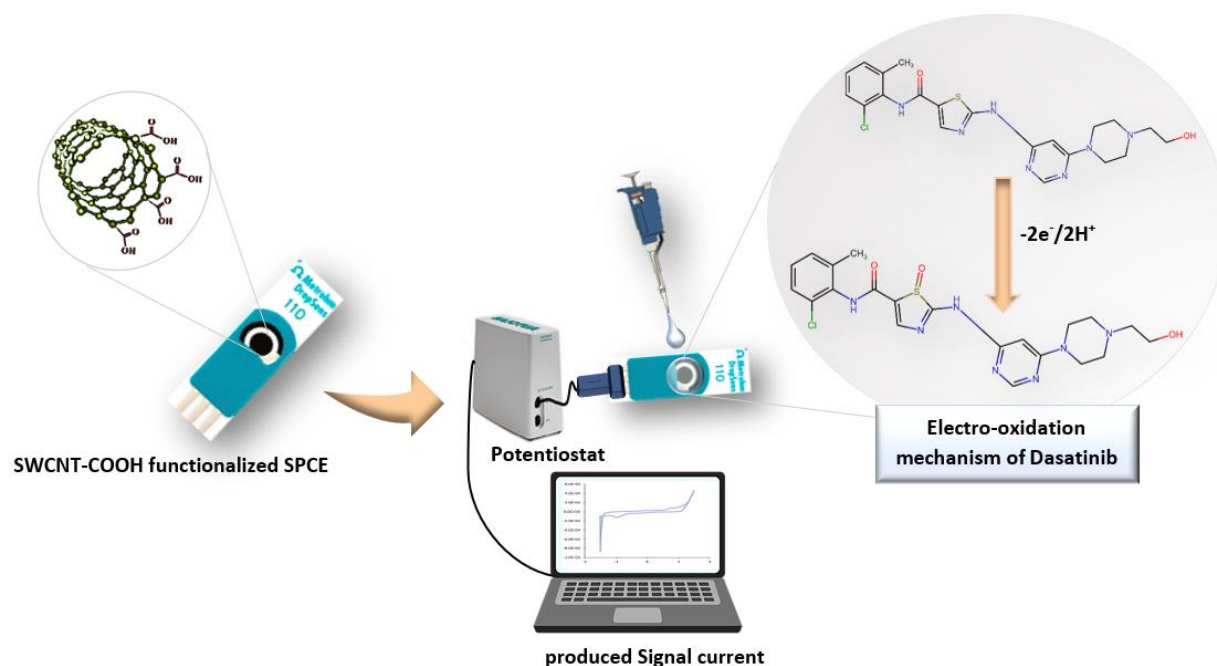 CH₃
O
N
H
Cl
S
N
H
N
N
N
N
N
OH
-2e⁻/2H⁺
CH₃
O
N
H
Cl
O
S
N
H
N
N
N
N
N
OH
O
OH
O
OH
O
OH
O
OH
Ω Metrohm
DropSens
110
Ω Metrohm
DropSens
110
SWCNT-COOH functionalized SPCE
Potentiostat
Electro-oxidation
mechanism of Dasatinib
produced Signal current